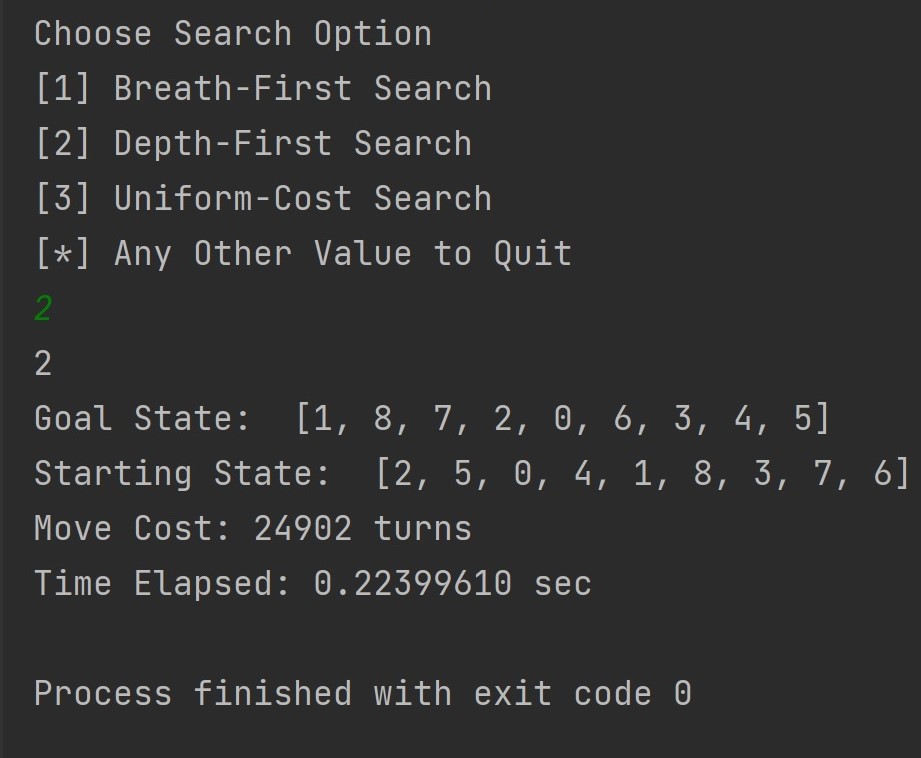 Choose Search Option
[1] Breath-First Search
[2] Depth-First Search
[3] Uniform-Cost Search
[*] Any Other Value to Quit
2
2
Goal State:  [1, 8, 7, 2, 0, 6, 3, 4, 5]
Starting State:  [2, 5, 0, 4, 1, 8, 3, 7, 6]
Move Cost: 24902 turns
Time Elapsed: 0.22399610 sec
Process finished with exit code 0